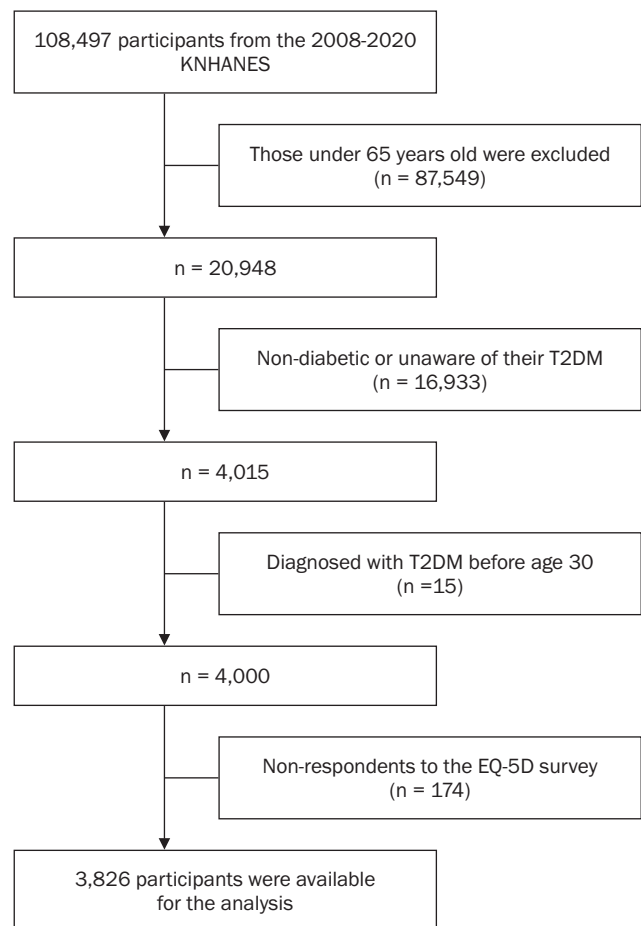 108,497 participants from the 2008-2020
KNHANES
Those under 65 years old were excluded
(n = 87,549)
n = 20,948
Non-diabetic or unaware of their T2DM
(n = 16,933)
n = 4,015
Diagnosed with T2DM before age 30
(n =15)
n = 4,000
Non-respondents to the EQ-5D survey
(n = 174)
3,826 participants were available
for the analysis